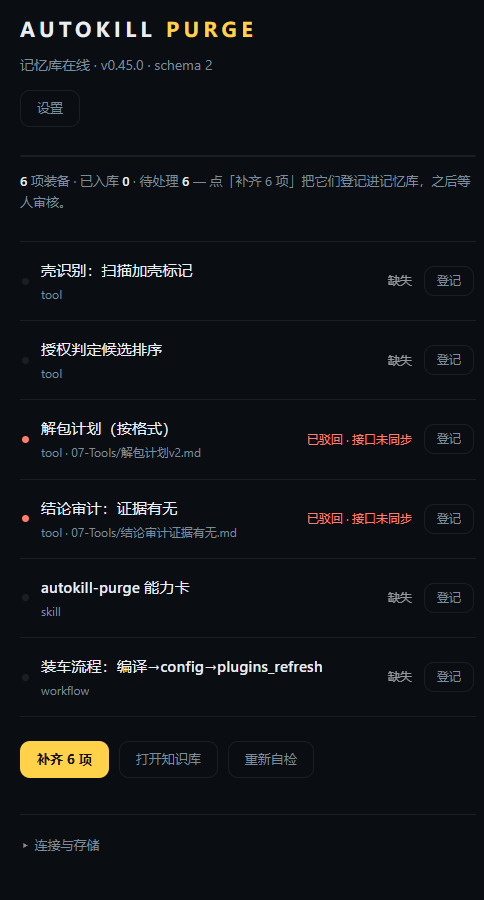 AUTOKILL PURGE
记忆库在线 · v0.45.0 · schema 2
设置
6 项装备 · 已入库 0 · 待处理 6 — 点「补齐 6 项」把它们登记进记忆库，之后等
人审核。
壳识别：扫描加壳标记
缺失
登记
tool
授权判定候选排序
缺失
登记
tool
解包计划（按格式）
已驳回 · 接口未同步
登记
tool · 07-Tools/解包计划v2.md
结论审计：证据有无
已驳回 · 接口未同步
登记
tool · 07-Tools/结论审计证据有无.md
autokill-purge 能力卡
缺失
登记
skill
装车流程：编译→config→plugins_refresh
缺失
登记
workflow
补齐 6 项
打开知识库
重新自检
▸ 连接与存储